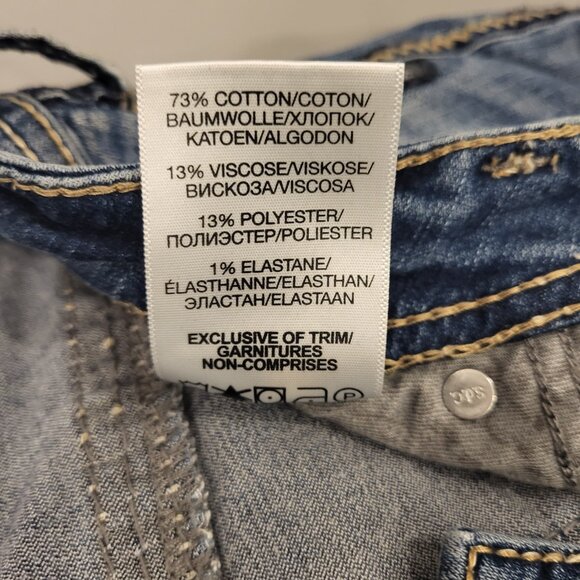 73% COTTON/COTON/
BAUMWOLLE/ХЛОПОК/
KATOEN/ALGODON
13% VISCOSE/VISKOSE/
ВИСКОЗА/VISCOSA
13% POLYESTER/
ПОЛИЭСТЕР/POLIESTER
1% ELASTANE/
ÉLASTHANNE/ELASTHAN/
ЭЛАСТАН/ELASTAAN
EXCLUSIVE OF TRIM/
GARNITURES
NON-COMPRISES
P